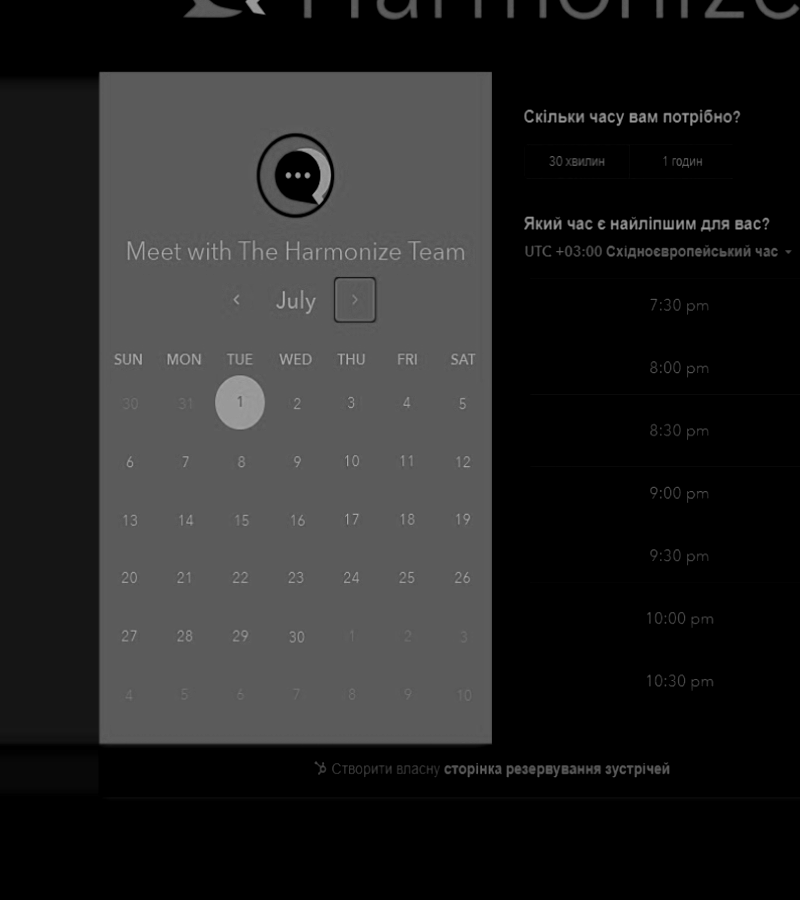 Harmonize
Meet with The Harmonize Team
July
SUN MON TUE WED THU FRI SAT
30 31 1 2 3 4 5
6 7 8 9 10 11 12
13 14 15 16 17 18 19
20 21 22 23 24 25 26
27 28 29 30 1 2 3
4 5 6 7 8 9 10
Скільки часу вам потрібно?
30 хвилин 1 годин
Який час є найліпшим для вас?
UTC +03:00 Східноєвропейський час
7:30 pm
8:00 pm
8:30 pm
9:00 pm
9:30 pm
10:00 pm
10:30 pm
Створити власну сторінка резервування зустрічей